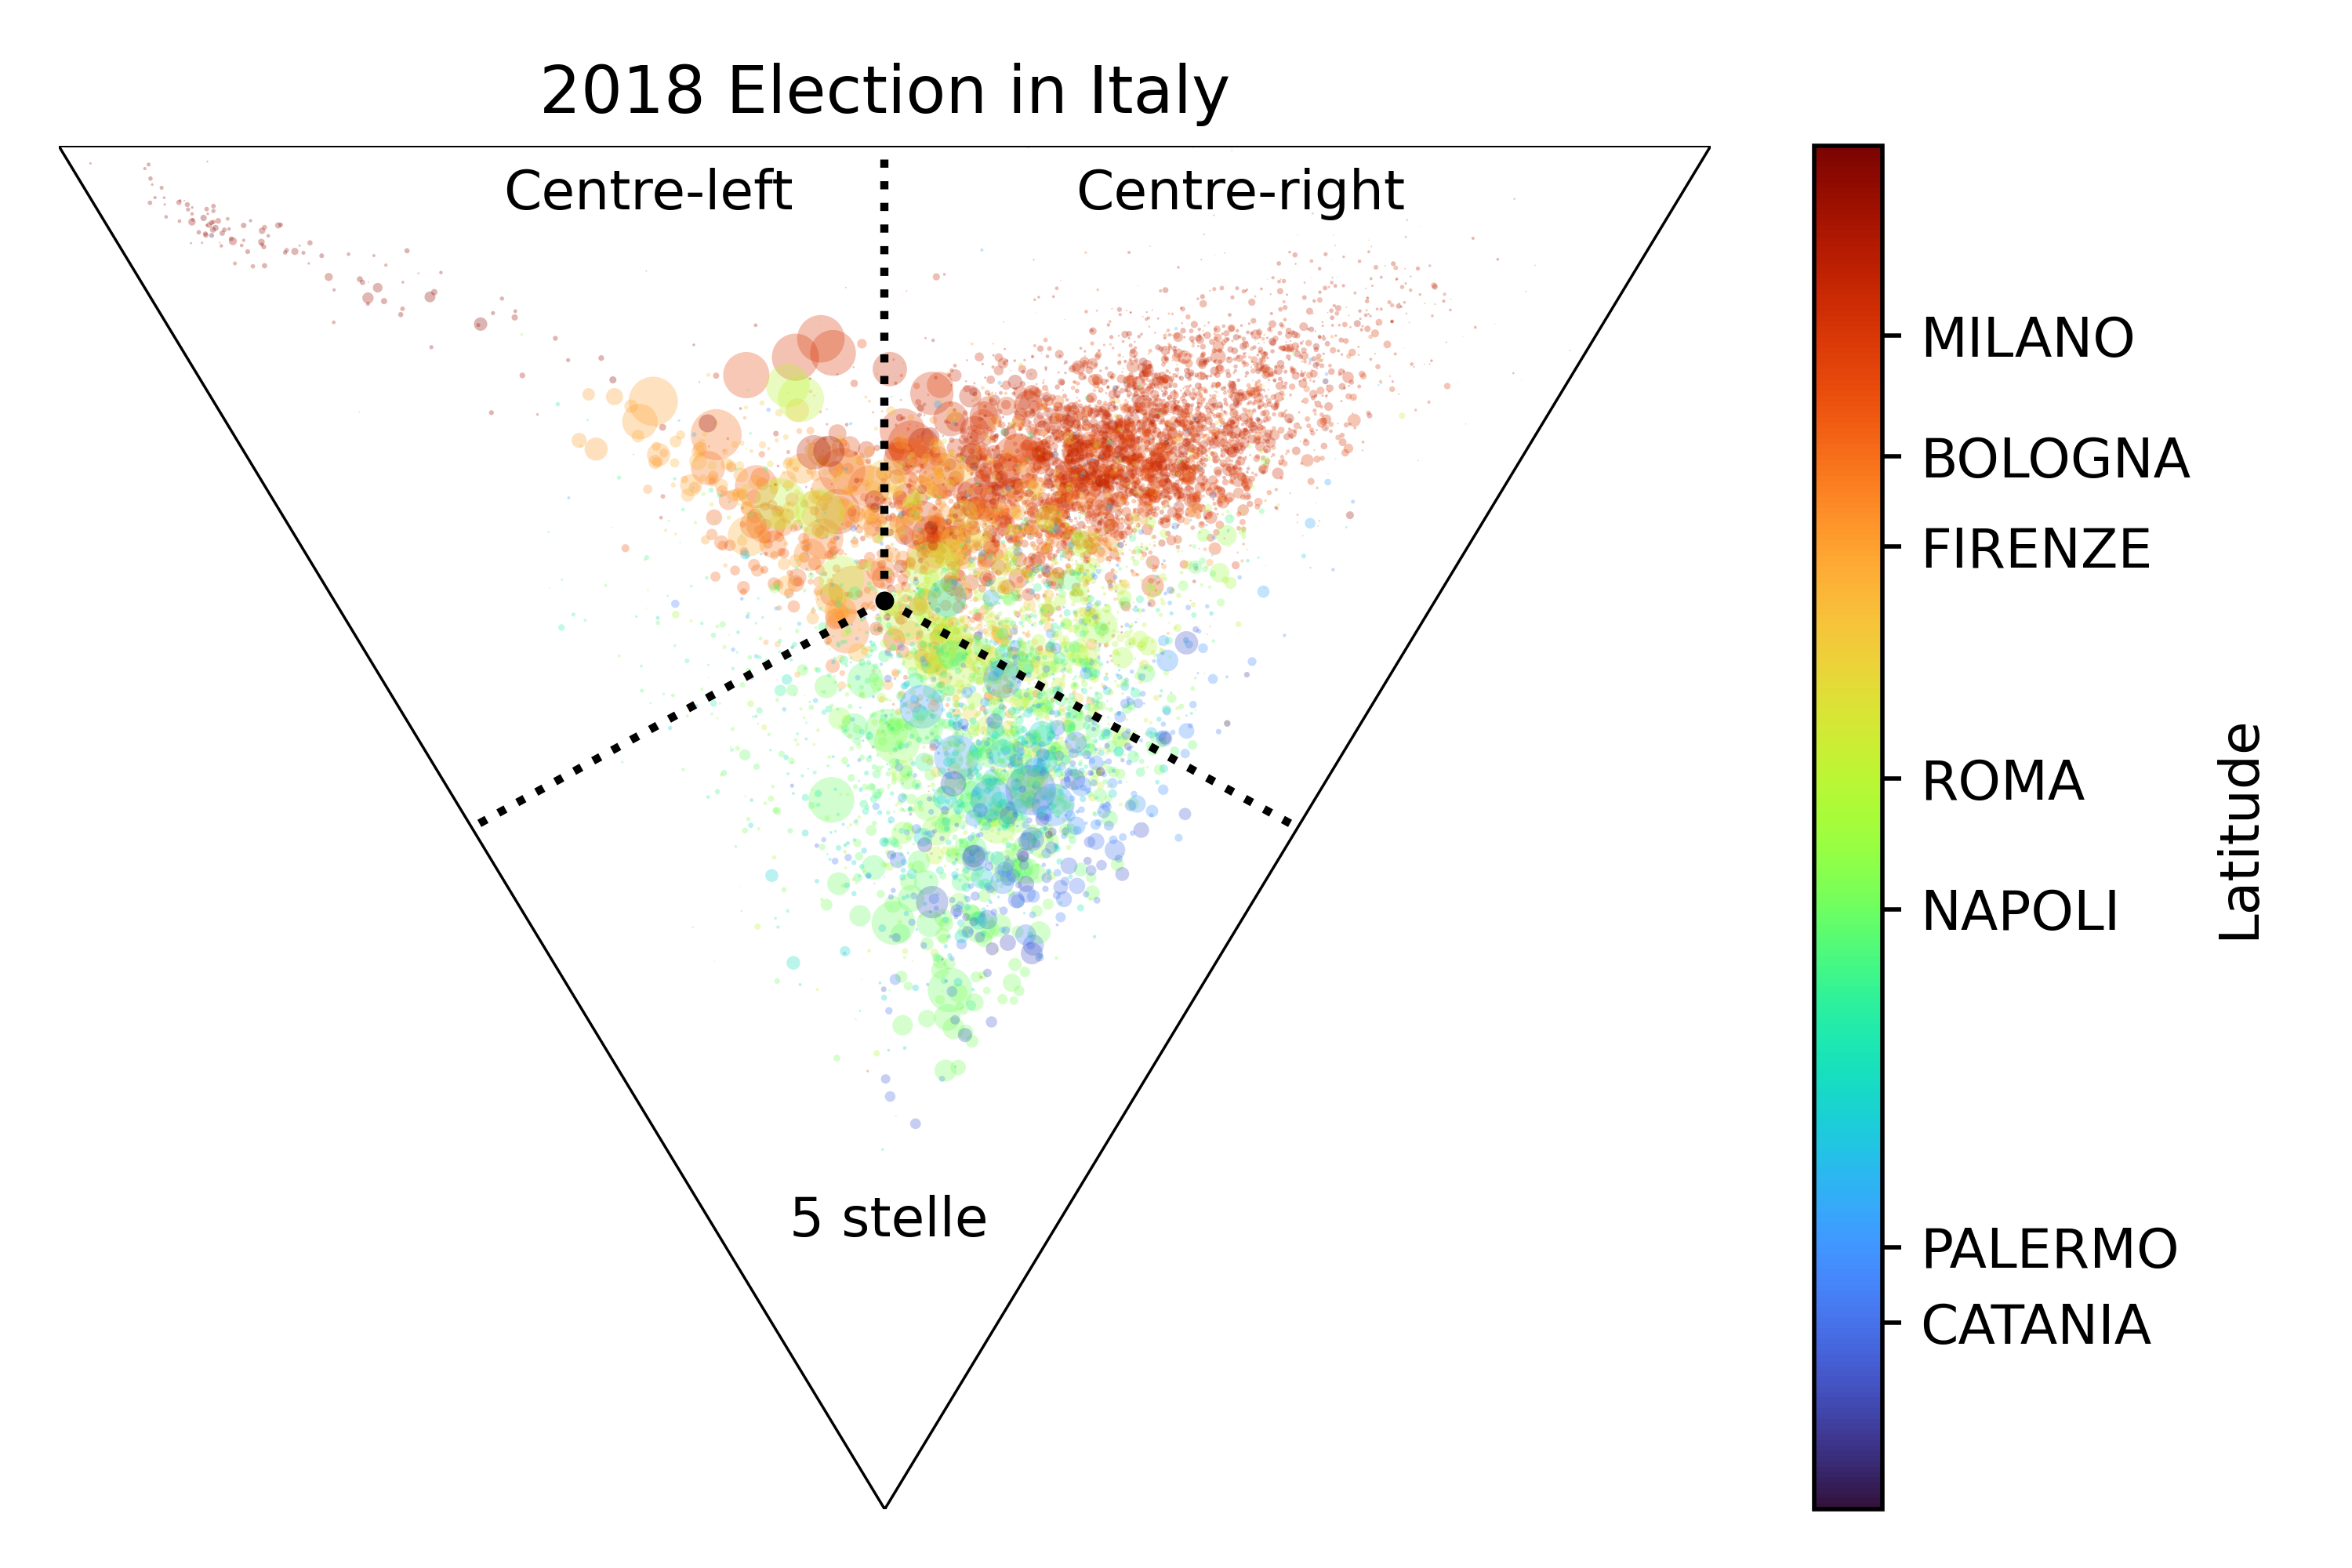 2018 Election in Italy
Centre-left
Centre-right
5 stelle
MILANO
BOLOGNA
FIRENZE
ROMA
NAPOLI
PALERMO
CATANIA
Latitude